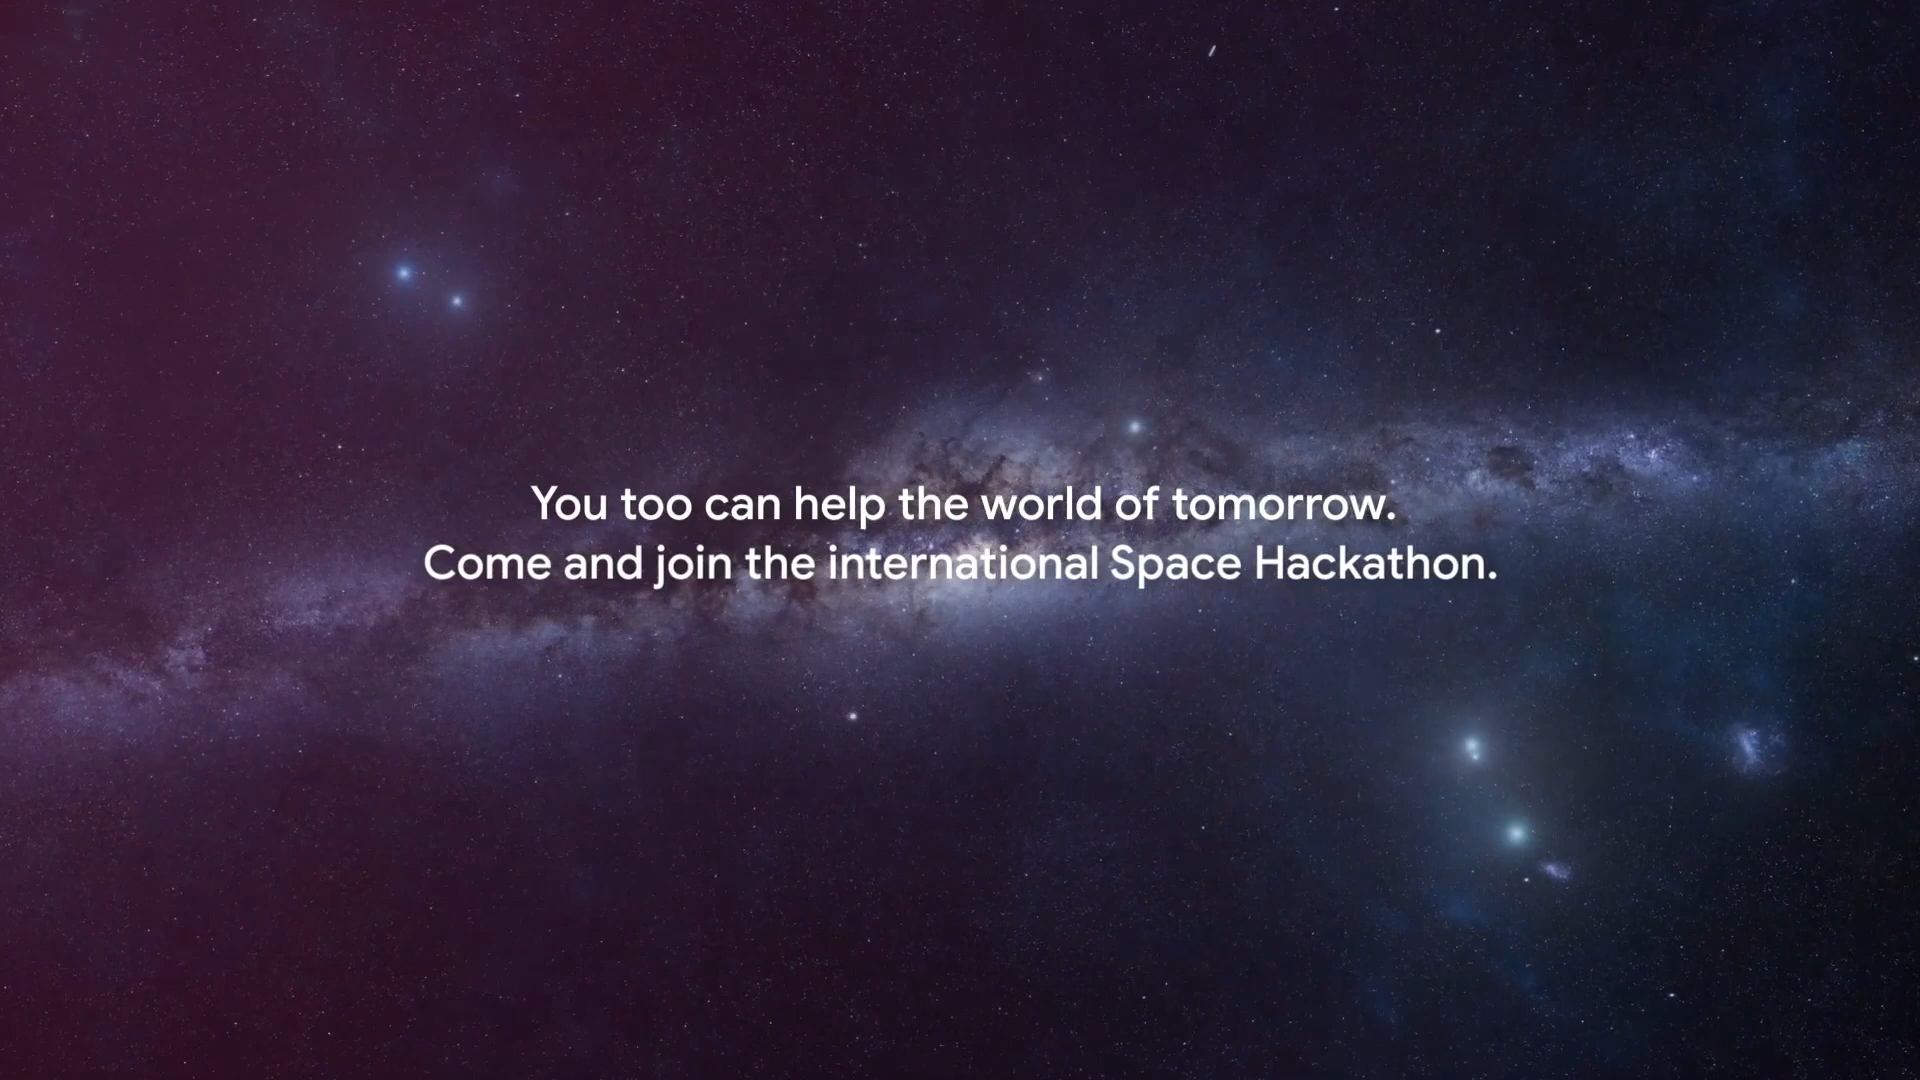 You too can help the world of tomorrow.
Come and join the international Space Hackathon.